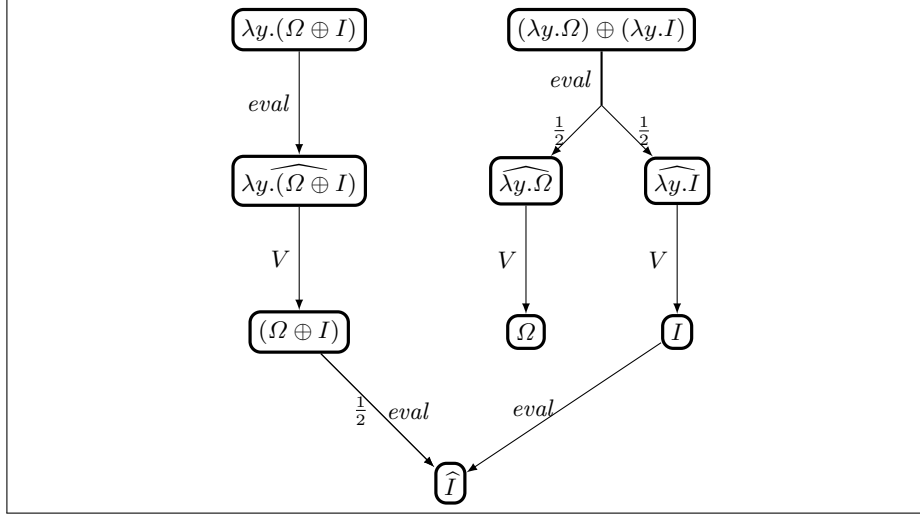 λy.(Ω ⊕ I) (λy.Ω) ⊕ (λy.I)
eval eval
1/2 1/2
λy.(Ω ⊕ I)^ λy.Ω^ λy.I^
V V V
(Ω ⊕ I) Ω I
1/2 eval eval
Î